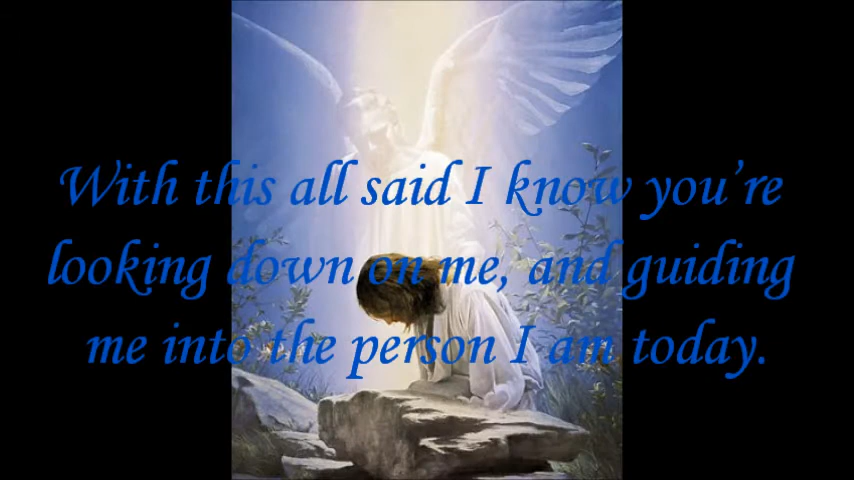 With this all said I know you’re
looking down on me, and guiding
me into the person I am today.